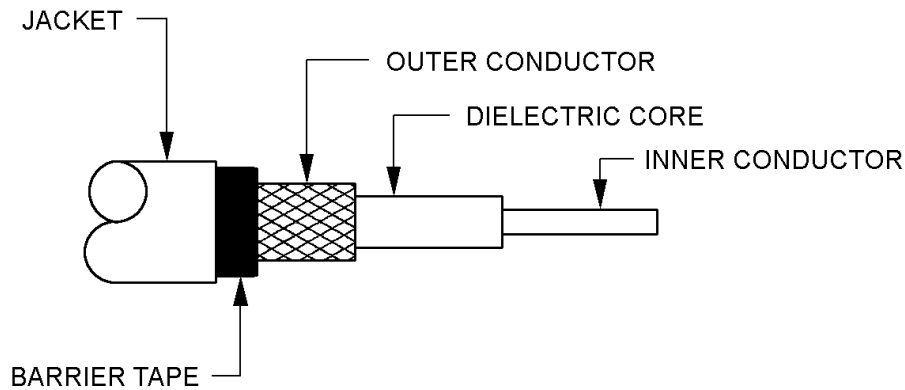 JACKET
OUTER CONDUCTOR
DIELECTRIC CORE
INNER CONDUCTOR
BARRIER TAPE